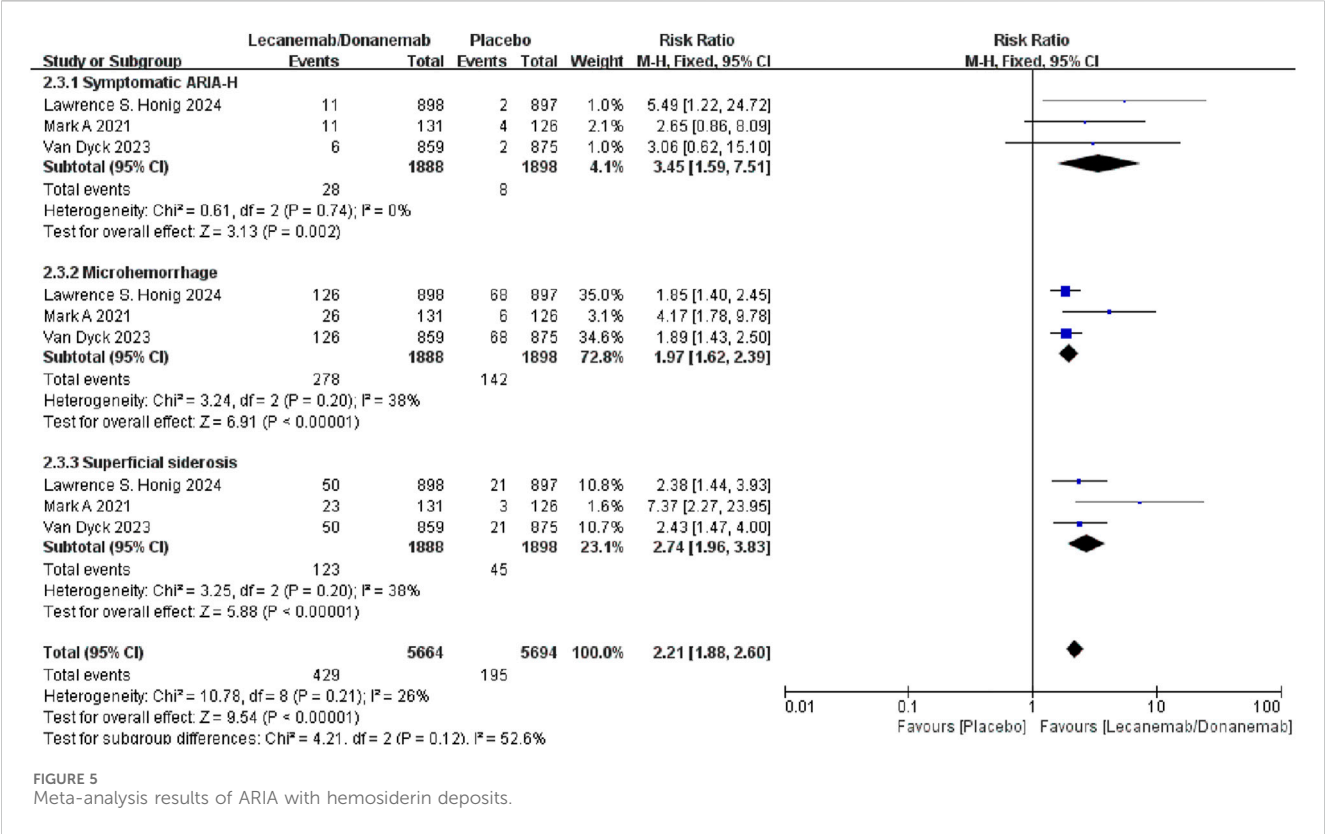 Lecanemab/Donanemab Placebo Risk Ratio Risk Ratio
Study or Subgroup Events Total Events Total Weight M-H, Fixed, 95% CI M-H, Fixed, 95% CI
2.3.1 Symptomatic ARIA-H
Lawrence S. Honig 2024 11 898 2 897 1.0% 5.49 [1.22, 24.72]
Mark A 2021 11 131 4 126 2.1% 2.65 [0.86, 8.09]
Van Dyck 2023 6 859 2 875 1.0% 3.06 [0.62, 15.10]
Subtotal (95% CI) 1888 1898 4.1% 3.45 [1.59, 7.51]
Total events 28 8
Heterogeneity: Chi² = 0.61, df = 2 (P = 0.74); I² = 0%
Test for overall effect: Z = 3.13 (P = 0.002)
2.3.2 Microhemorrhage
Lawrence S. Honig 2024 126 898 68 897 35.0% 1.85 [1.40, 2.45]
Mark A 2021 26 131 6 126 3.1% 4.17 [1.78, 9.78]
Van Dyck 2023 126 859 68 875 34.6% 1.89 [1.43, 2.50]
Subtotal (95% CI) 1888 1898 72.8% 1.97 [1.62, 2.39]
Total events 278 142
Heterogeneity: Chi² = 3.24, df = 2 (P = 0.20); I² = 38%
Test for overall effect: Z = 6.91 (P < 0.00001)
2.3.3 Superficial siderosis
Lawrence S. Honig 2024 50 898 21 897 10.8% 2.38 [1.44, 3.93]
Mark A 2021 23 131 3 126 1.6% 7.37 [2.27, 23.95]
Van Dyck 2023 50 859 21 875 10.7% 2.43 [1.47, 4.00]
Subtotal (95% CI) 1888 1898 23.1% 2.74 [1.96, 3.83]
Total events 123 45
Heterogeneity: Chi² = 3.25, df = 2 (P = 0.20); I² = 38%
Test for overall effect: Z = 5.88 (P < 0.00001)
Total (95% CI) 5664 5694 100.0% 2.21 [1.88, 2.60]
Total events 429 195
Heterogeneity: Chi² = 10.78, df = 8 (P = 0.21); I² = 26%
Test for overall effect: Z = 9.54 (P < 0.00001)
Test for subgroup differences: Chi² = 4.21, df = 2 (P = 0.12), I² = 52.6%
0.01 0.1 1 10 100
Favours [Placebo] Favours [Lecanemab/Donanemab]
FIGURE 5
Meta-analysis results of ARIA with hemosiderin deposits.